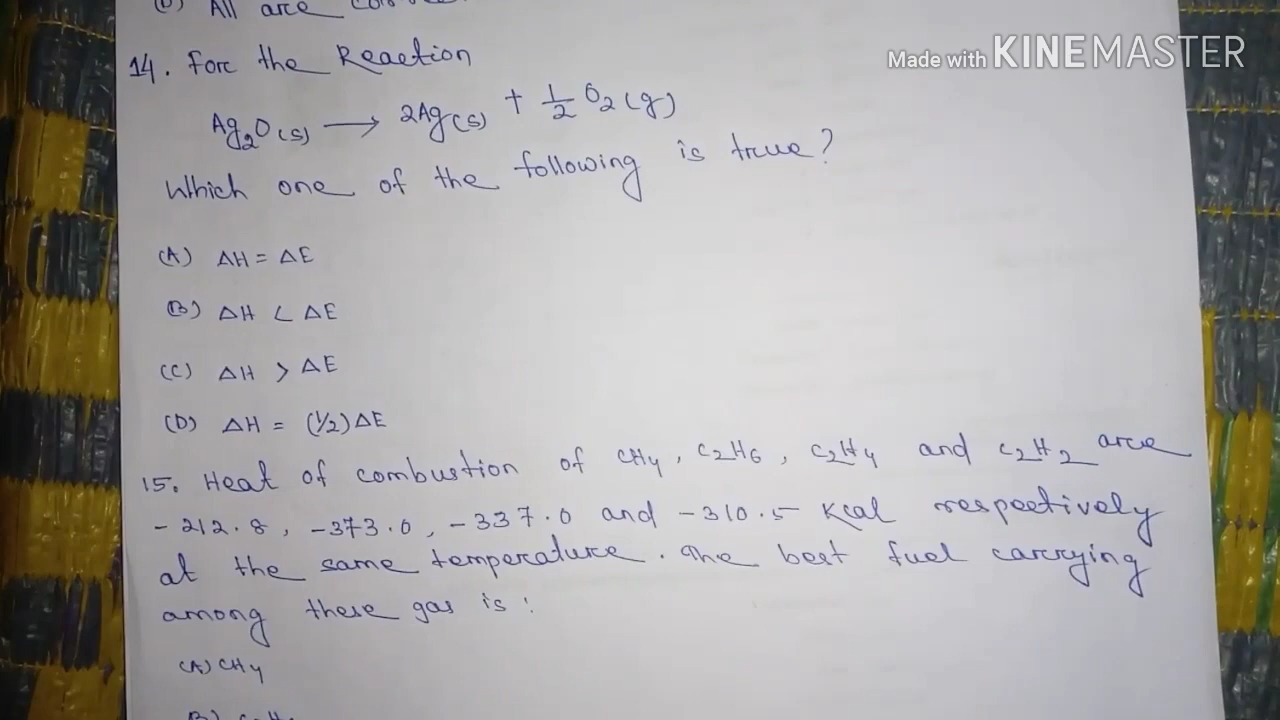 (D) All are
14. For the Reaction
Made with KINEMASTER
Ag₂O(s) → 2Ag(s) + 1/2 O₂(g)
Which one of the following is true?
(A) ΔH = ΔE
(B) ΔH < ΔE
(C) ΔH > ΔE
(D) ΔH = (1/2)ΔE
15. Heat of combustion of CH₄, C₂H₆, C₂H₄ and C₂H₂ are
-212.8, -373.0, -337.0 and -310.5 Kcal respectively
at the same temperature. The best fuel carrying
among these gas is:
(A) CH₄